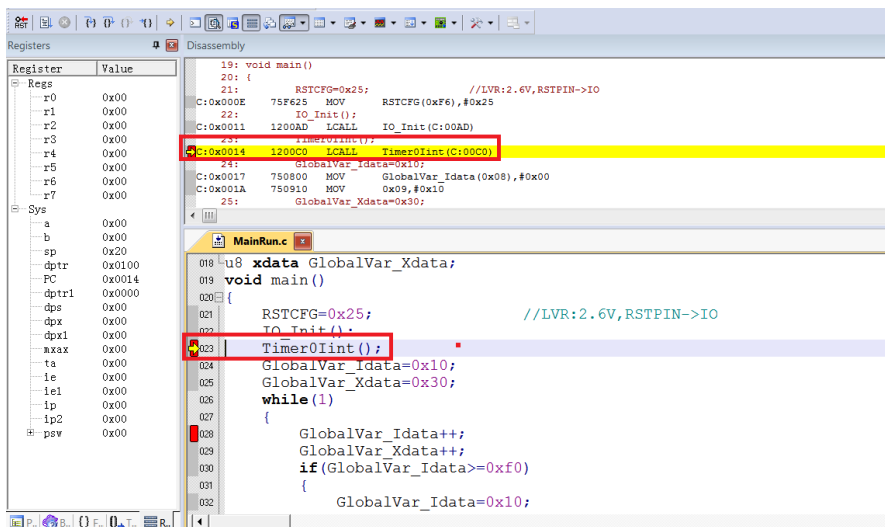 Registers
Register Value
Regs
r0 0x00
r1 0x00
r2 0x00
r3 0x00
r4 0x00
r5 0x00
r6 0x00
r7 0x00
Sys
a 0x00
b 0x00
sp 0x20
dptr 0x0100
PC 0x0014
dptr1 0x0000
dps 0x00
dpx 0x00
dpx1 0x00
mxax 0x00
ta 0x00
ie 0x00
ie1 0x00
ip 0x00
ip2 0x00
psw 0x00
P... B... {} F... 0.. T... R...
Disassembly
19: void main()
20: {
21: RSTCFG=0x25; //LVR:2.6V,RSTPIN->IO
C:0x000E 75F625 MOV RSTCFG(0xF6),#0x25
22: IO_Init();
C:0x0011 1200AD LCALL IO_Init(C:00AD)
23: Timer0Iint();
C:0x0014 1200C0 LCALL Timer0Iint(C:00C0)
24: GlobalVar_Idata=0x10;
C:0x0017 750800 MOV GlobalVar_Idata(0x08),#0x00
C:0x001A 750910 MOV 0x09,#0x10
25: GlobalVar_Xdata=0x30;
MainRun.c
018 u8 xdata GlobalVar_Xdata;
019 void main()
020 {
021 RSTCFG=0x25; //LVR:2.6V,RSTPIN->IO
022 IO_Init();
023 Timer0Iint();
024 GlobalVar_Idata=0x10;
025 GlobalVar_Xdata=0x30;
026 while(1)
027 {
028 GlobalVar_Idata++;
029 GlobalVar_Xdata++;
030 if(GlobalVar_Idata>=0xf0)
031 {
032 GlobalVar_Idata=0x10;